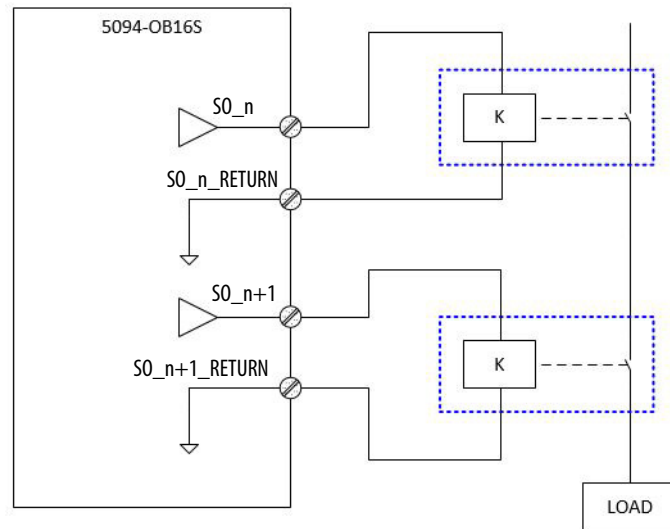 5094-OB16S
SO_n
K
SO_n_RETURN
SO_n+1
K
SO_n+1_RETURN
LOAD